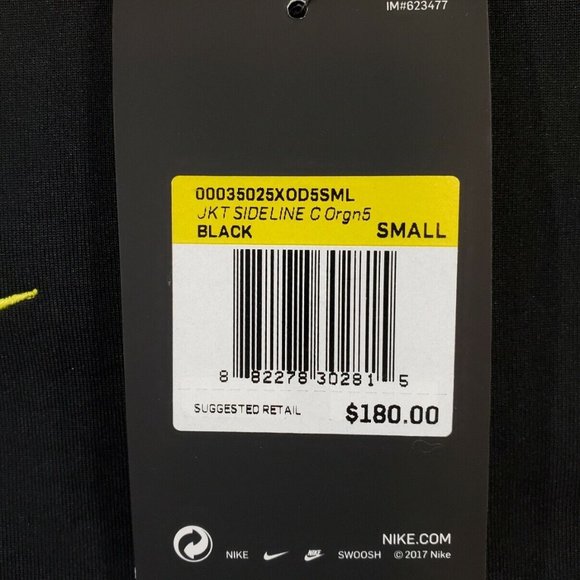 IM#623477
00035025XOD5SML
JKT SIDELINE C Orgn5
BLACK SMALL
8 82278 30281 5
SUGGESTED RETAIL $180.00
NIKE.COM
NIKE SWOOSH © 2017 Nike